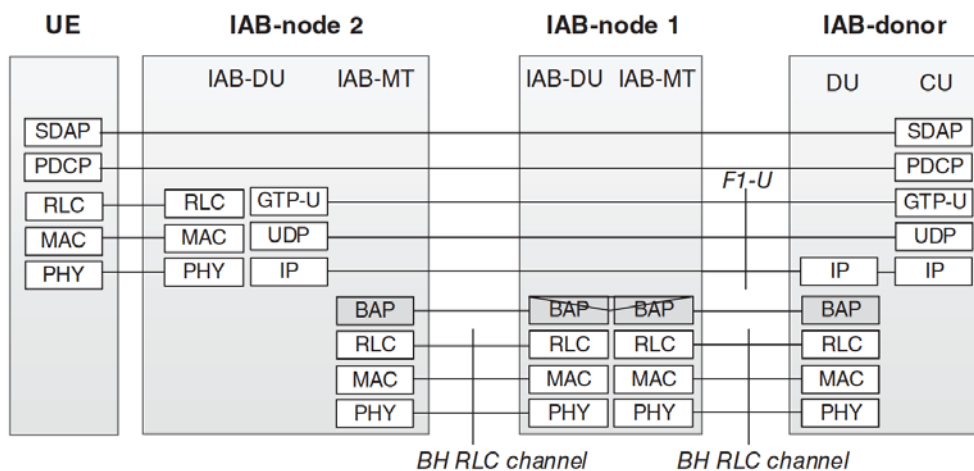 UE IAB-node 2 IAB-node 1 IAB-donor
IAB-DU IAB-MT IAB-DU IAB-MT DU CU
SDAP SDAP
PDCP PDCP
F1-U
RLC RLC GTP-U GTP-U
MAC MAC UDP UDP
PHY PHY IP IP IP
BAP BAP BAP BAP
RLC RLC RLC RLC
MAC MAC MAC MAC
PHY PHY PHY PHY
BH RLC channel BH RLC channel